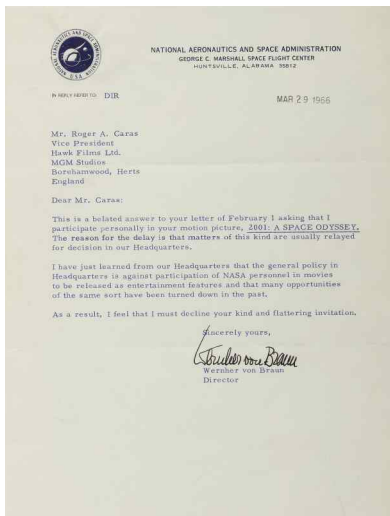 NATIONAL AERONAUTICS AND SPACE ADMINISTRATION
GEORGE C. MARSHALL SPACE FLIGHT CENTER
HUNTSVILLE, ALABAMA 35812
NATIONAL AERONAUTICS AND SPACE ADMINISTRATION
U.S.A.
IN REPLY REFER TO: DIR
MAR 29 1966
Mr. Roger A. Caras
Vice President
Hawk Films Ltd.
MGM Studios
Borehamwood, Herts
England
Dear Mr. Caras:
This is a belated answer to your letter of February 1 asking that I
participate personally in your motion picture, 2001: A SPACE ODYSSEY.
The reason for the delay is that matters of this kind are usually relayed
for decision in our Headquarters.
I have just learned from our Headquarters that the general policy in
Headquarters is against participation of NASA personnel in movies
to be released as entertainment features and that many opportunities
of the same sort have been turned down in the past.
As a result, I feel that I must decline your kind and flattering invitation.
Sincerely yours,
Wernher von Braun
Wernher von Braun
Director